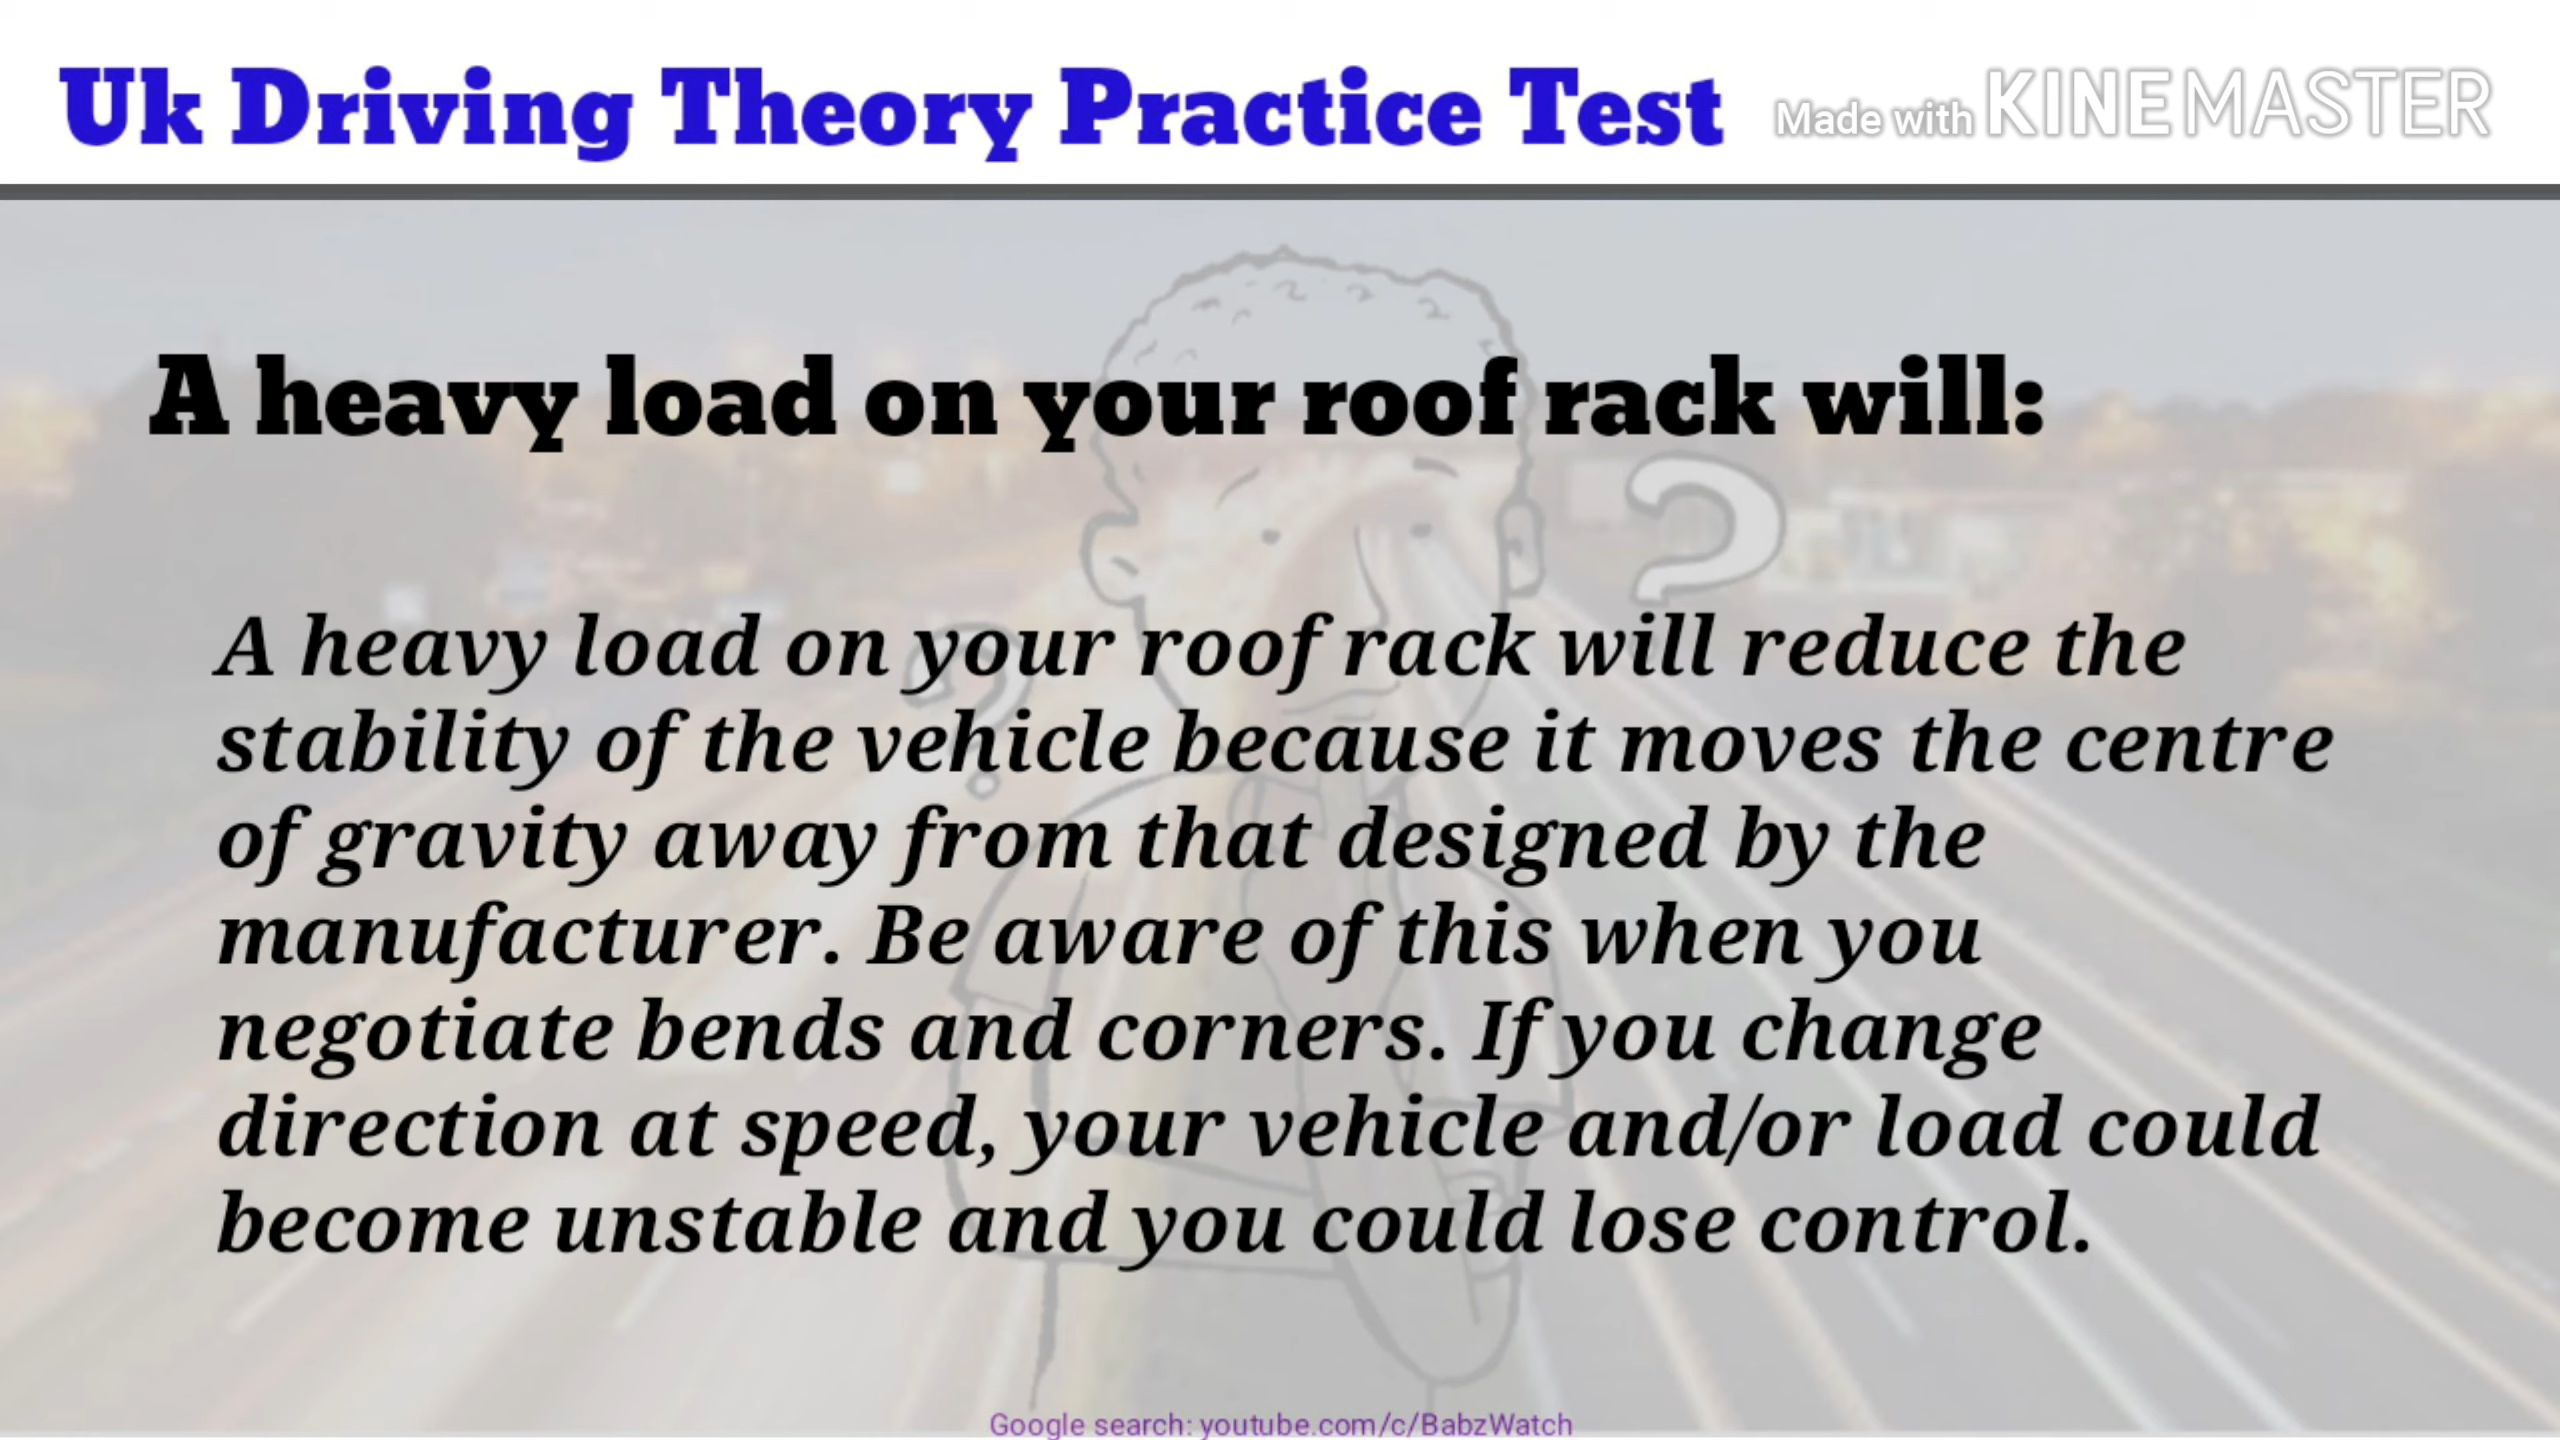 Uk Driving Theory Practice Test
Made with KINEMASTER
A heavy load on your roof rack will:
A heavy load on your roof rack will reduce the
stability of the vehicle because it moves the centre
of gravity away from that designed by the
manufacturer. Be aware of this when you
negotiate bends and corners. If you change
direction at speed, your vehicle and/or load could
become unstable and you could lose control.
Google search: youtube.com/c/BabzWatch